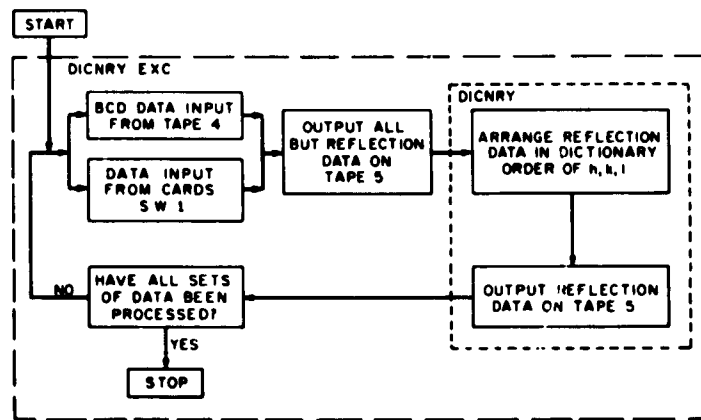 START
DICNRY EXC
BCD DATA INPUT
FROM TAPE 4
DATA INPUT
FROM CARDS
SW 1
OUTPUT ALL
BUT REFLECTION
DATA ON
TAPE 5
DICNRY
ARRANGE REFLECTION
DATA IN DICTIONARY
ORDER OF h, k, l
OUTPUT REFLECTION
DATA ON TAPE 5
HAVE ALL SETS
OF DATA BEEN
PROCESSED?
NO
YES
STOP